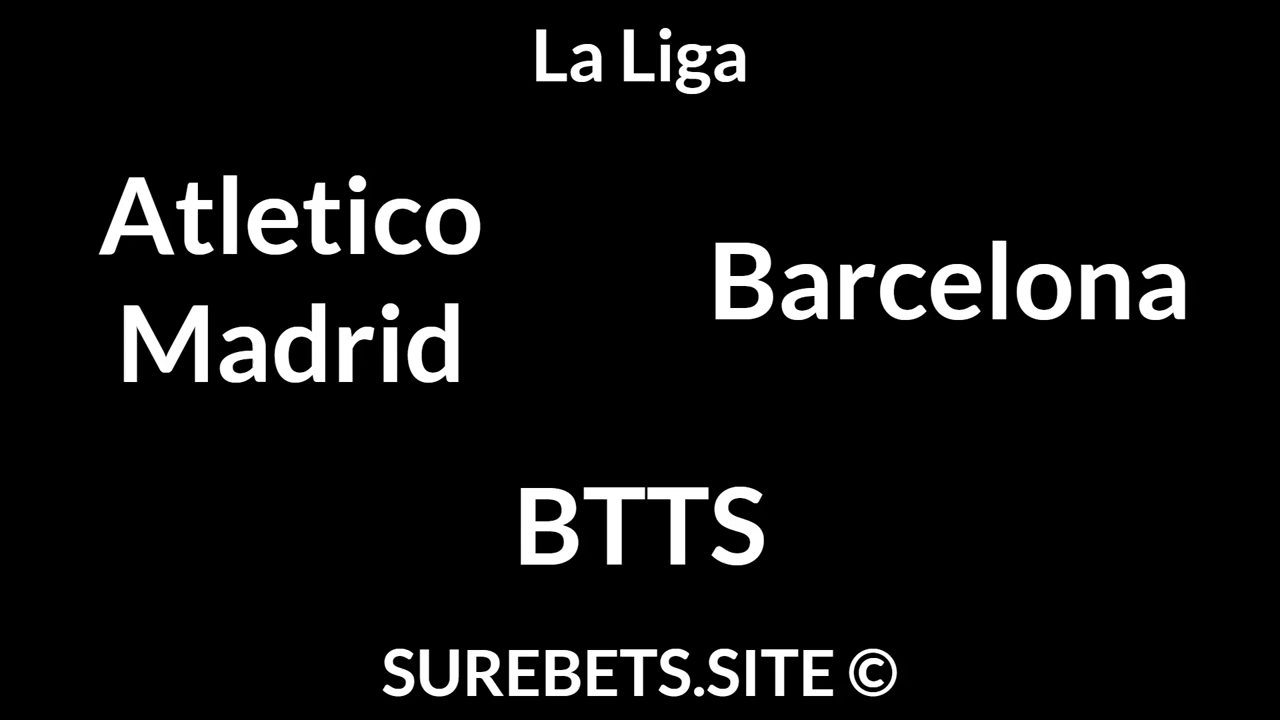 La Liga
Atletico
Madrid
Barcelona
BTTS
SUREBETS.SITE ©